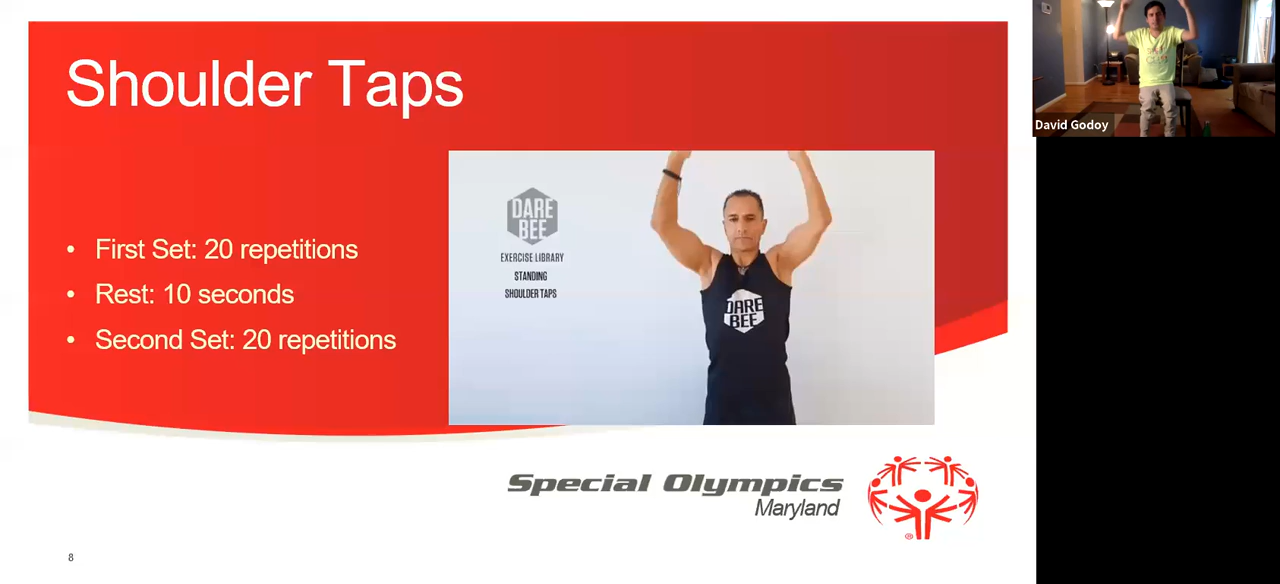 Shoulder Taps
• First Set: 20 repetitions
• Rest: 10 seconds
• Second Set: 20 repetitions
DARE
BEE
EXERCISE LIBRARY
STANDING
SHOULDER TAPS
DARE
BEE
Special Olympics
Maryland
®
8
David Godoy